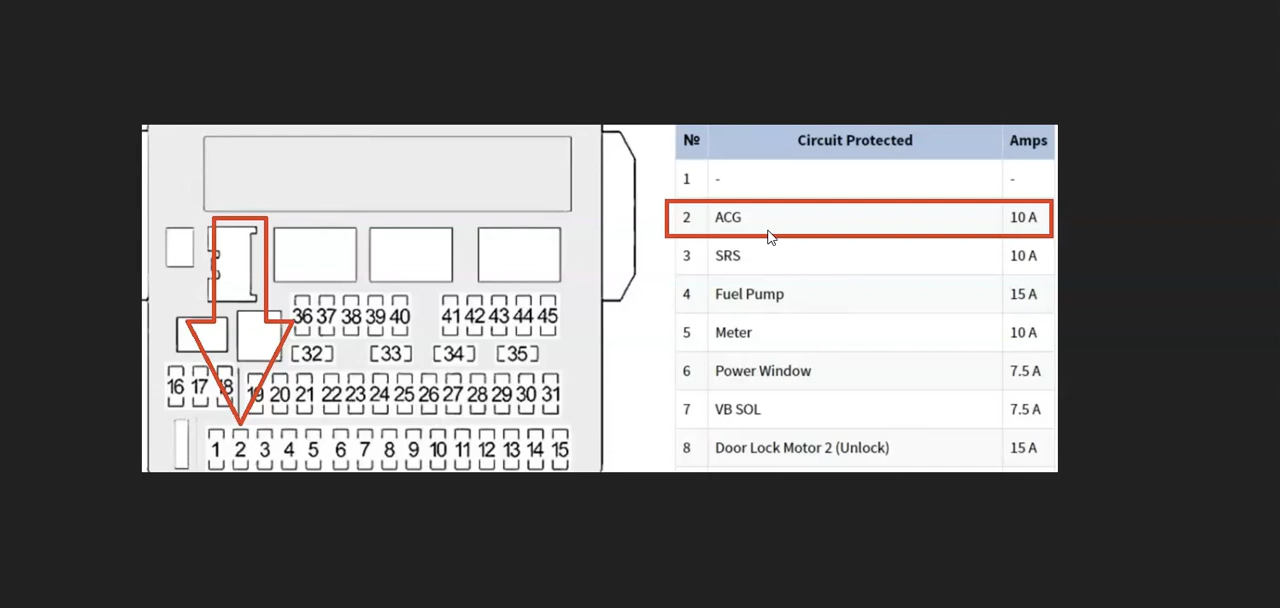 36 37 38 39 40 41 42 43 44 45
[32] [33] [34] [35]
16 17 18 19 20 21 22 23 24 25 26 27 28 29 30 31
1 2 3 4 5 6 7 8 9 10 11 12 13 14 15
№ Circuit Protected Amps
1 - -
2 ACG 10 A
3 SRS 10 A
4 Fuel Pump 15 A
5 Meter 10 A
6 Power Window 7.5 A
7 VB SOL 7.5 A
8 Door Lock Motor 2 (Unlock) 15 A